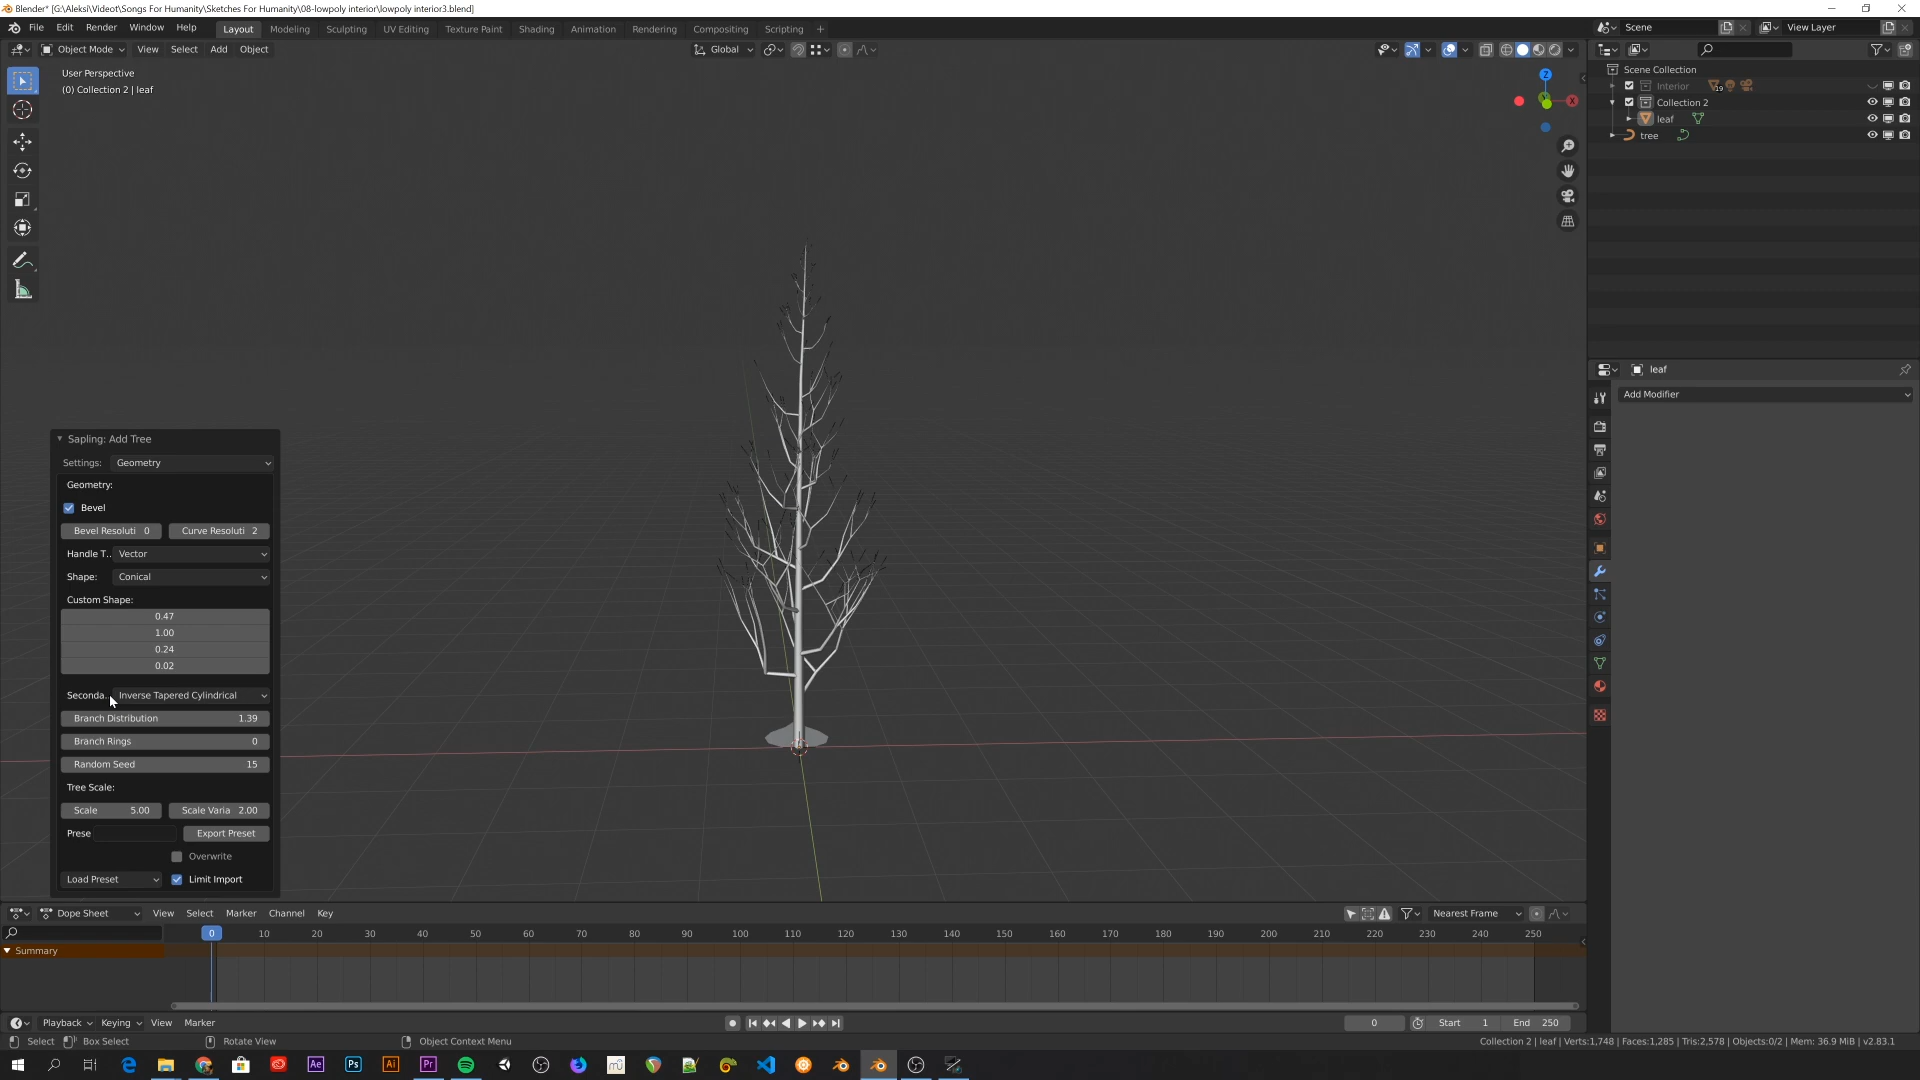 Blender* [G:\Aleksi\Videot\Songs For Humanity\Sketches For Humanity\08-lowpoly interior\lowpoly interior3.blend]
File Edit Render Window Help Layout Modeling Sculpting UV Editing Texture Paint Shading Animation Rendering Compositing Scripting + Scene View Layer
Object Mode View Select Add Object Global
User Perspective
(0) Collection 2 | leaf
Z
X
Scene Collection
Interior 19
Collection 2
leaf
tree
leaf
Add Modifier
Sapling: Add Tree
Settings: Geometry
Geometry:
Bevel
Bevel Resoluti 0 Curve Resoluti 2
Handle T.. Vector
Shape: Conical
Custom Shape:
0.47
1.00
0.24
0.02
Seconda.. Inverse Tapered Cylindrical
Branch Distribution 1.39
Branch Rings 0
Random Seed 15
Tree Scale:
Scale 5.00 Scale Varia 2.00
Prese Export Preset
Overwrite
Load Preset Limit Import
Dope Sheet View Select Marker Channel Key Nearest Frame
0 10 20 30 40 50 60 70 80 90 100 110 120 130 140 150 160 170 180 190 200 210 220 230 240 250
Summary
Playback Keying View Marker 0 Start 1 End 250
Select Box Select Rotate View Object Context Menu Collection 2 | leaf | Verts:1,748 | Faces:1,285 | Tris:2,578 | Objects:0/2 | Mem: 36.9 MiB | v2.83.1
Ae Ps Ai Pr mu